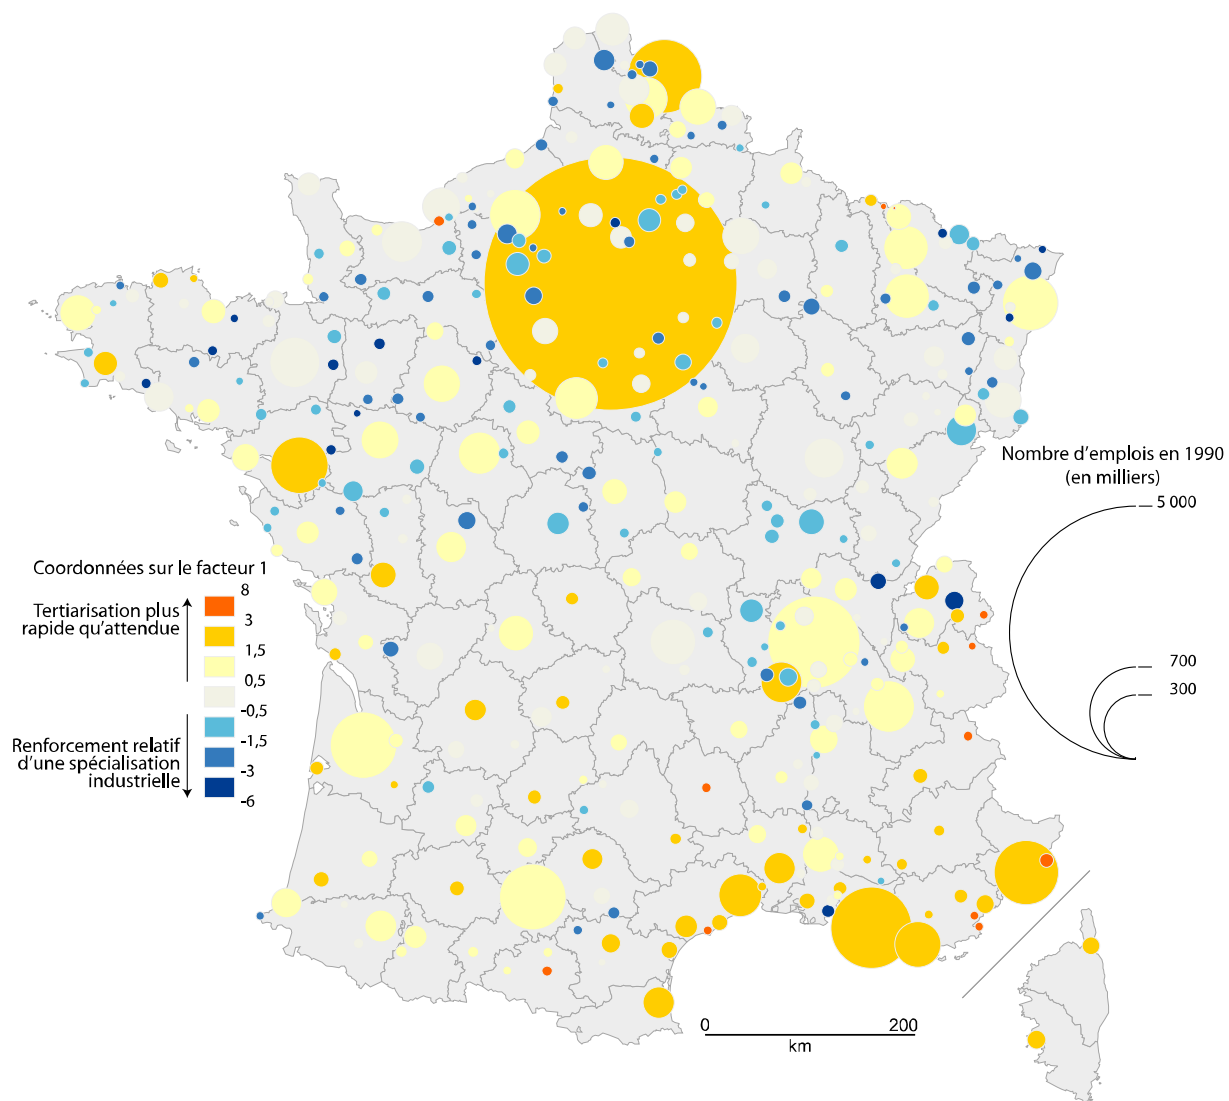 Nombre d'emplois en 1990
(en milliers)
5 000
700
300
Coordonnées sur le facteur 1
8
Tertiarisation plus
rapide qu'attendue
3
1,5
0,5
-0,5
Renforcement relatif
d'une spécialisation
industrielle
-1,5
-3
-6
0
200
km